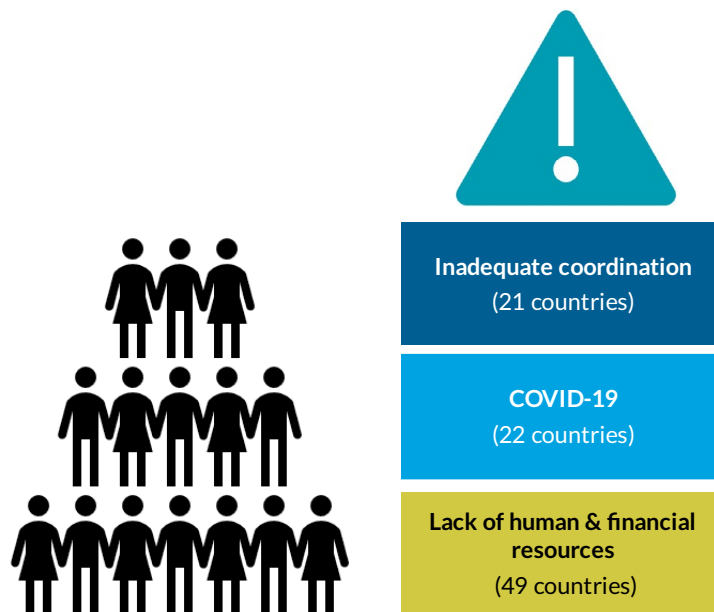 Inadequate coordination
(21 countries)
COVID-19
(22 countries)
Lack of human & financial
resources
(49 countries)